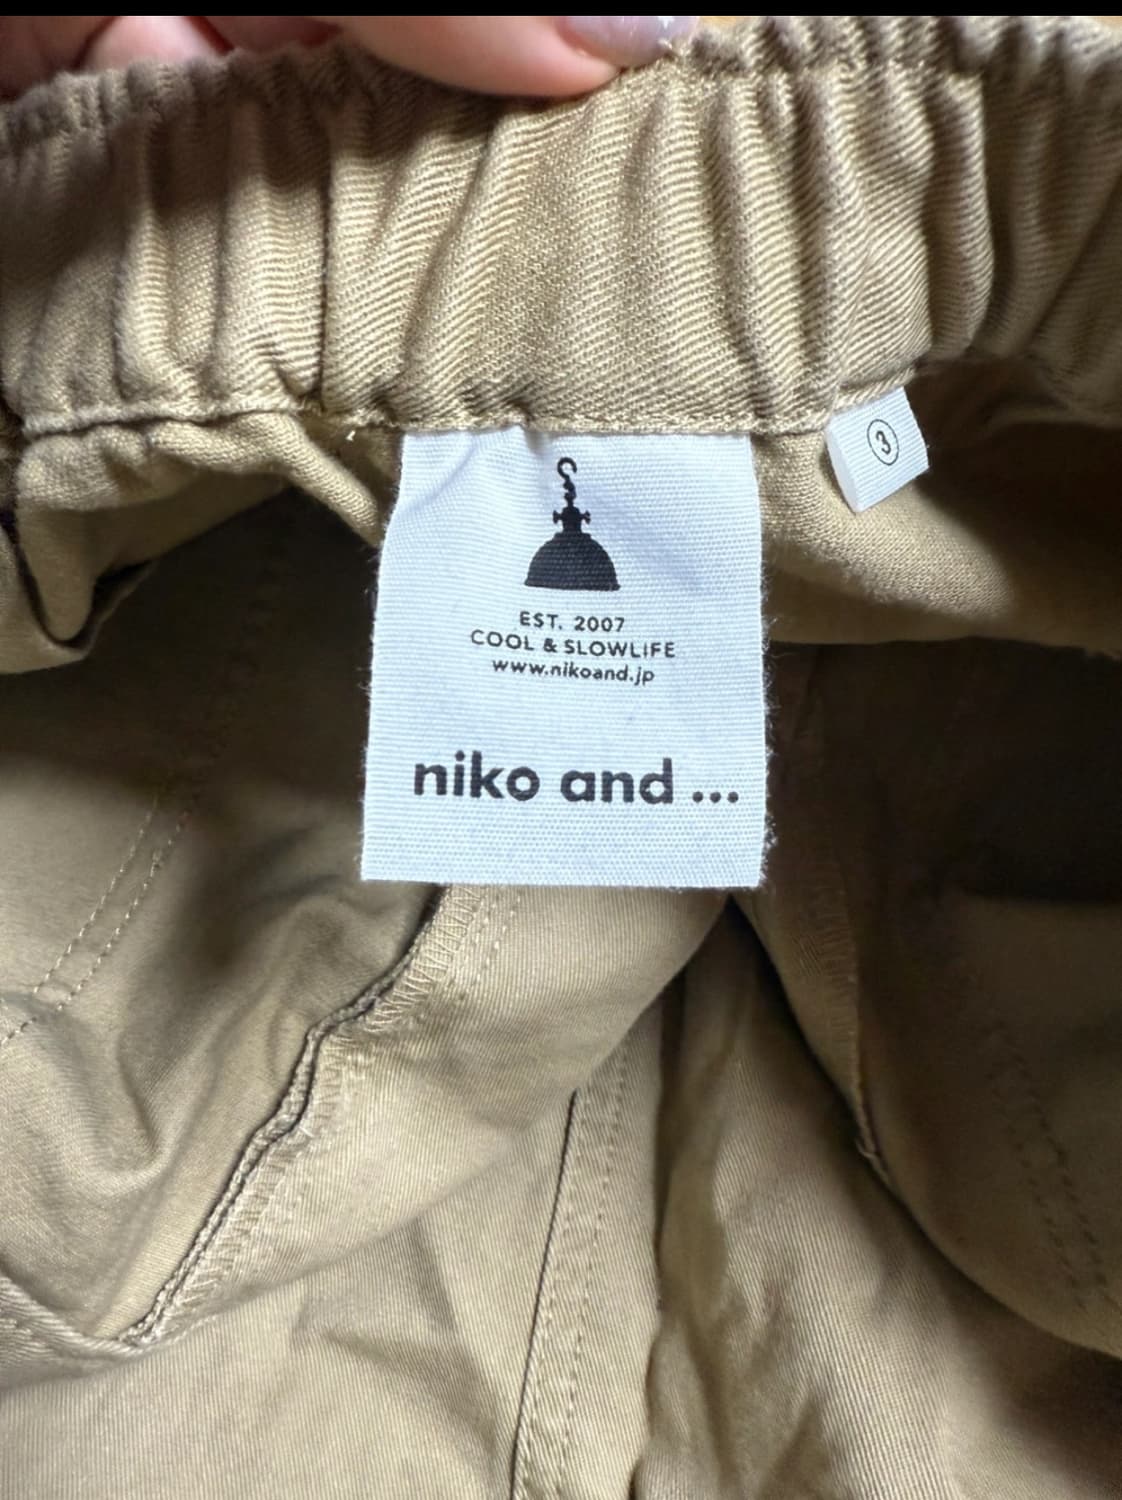 ③
EST. 2007
COOL & SLOWLIFE
www.nikoand.jp
niko and ...